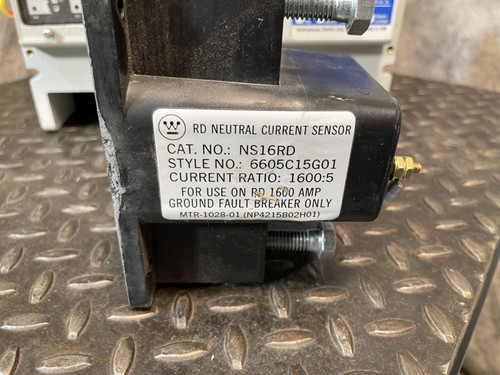 RD NEUTRAL CURRENT SENSOR
CAT. NO.: NS16RD
STYLE NO.: 6605C15G01
CURRENT RATIO: 1600:5
FOR USE ON RD 1600 AMP
GROUND FAULT BREAKER ONLY
MTR-1028-01 (NP4215B02H01)